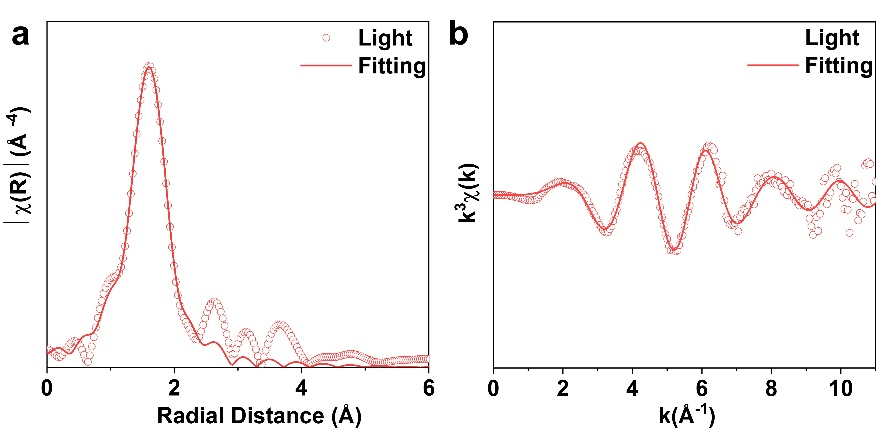 a
Light
Fitting
|χ(R)|(Å⁻⁴)
0 2 4 6
Radial Distance (Å)
b
Light
Fitting
k³χ(k)
0 2 4 6 8 10
k(Å⁻¹)